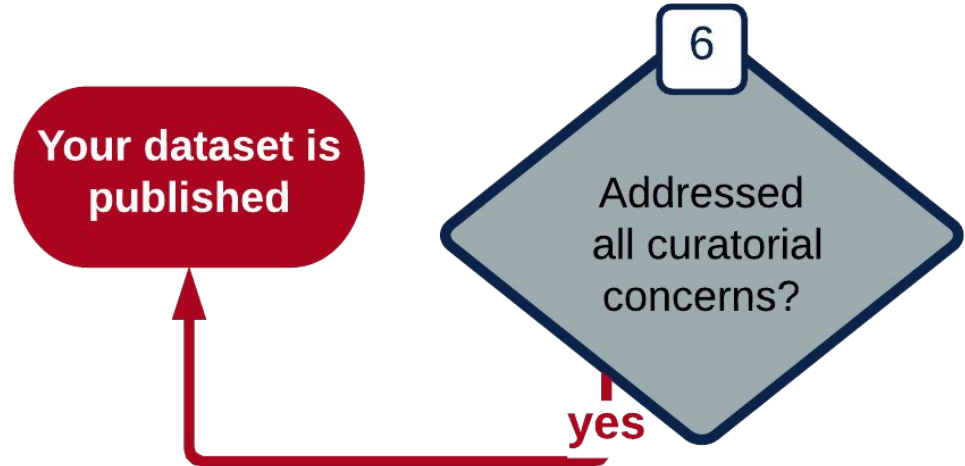 Your dataset is
published
6
Addressed
all curatorial
concerns?
yes